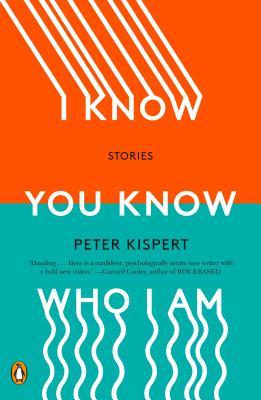 I KNOW
STORIES
YOU KNOW
PETER KISPERT
"Dazzling . . . Here is a confident, psychologically astute new writer with
a bold new vision." — Garrard Conley, author of BOY ERASED
WHO I AM